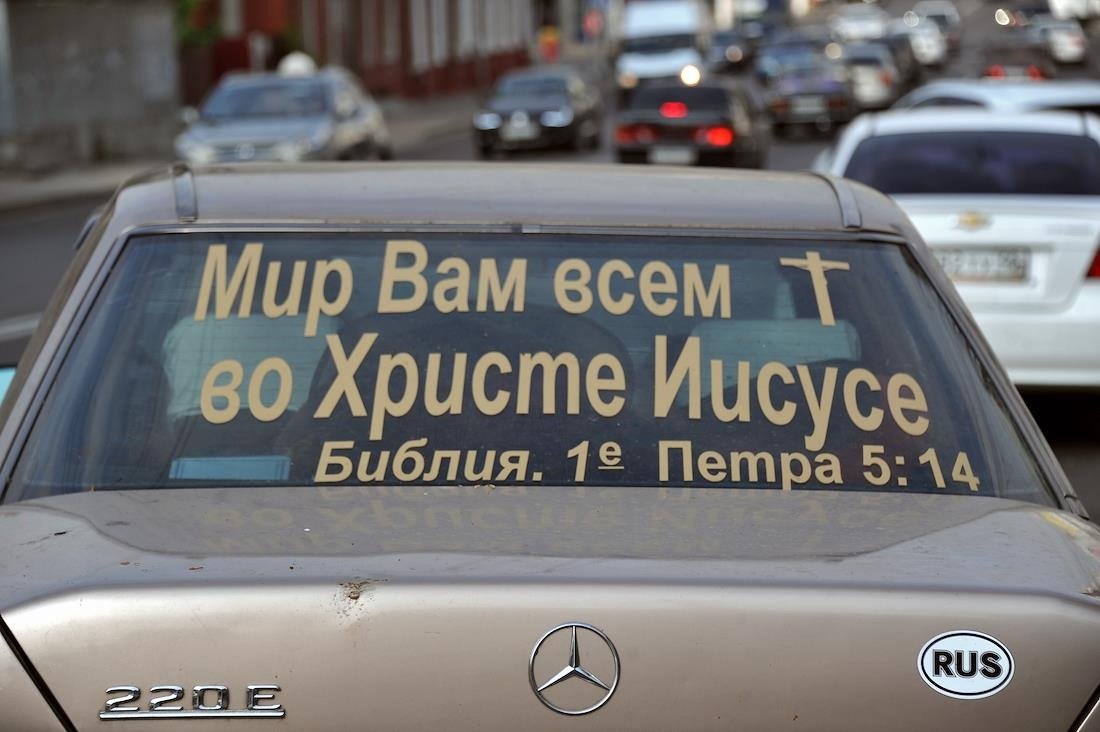 Мир Вам всем
во Христе Иисусе
Библия. 1е Петра 5:14
220 E
RUS